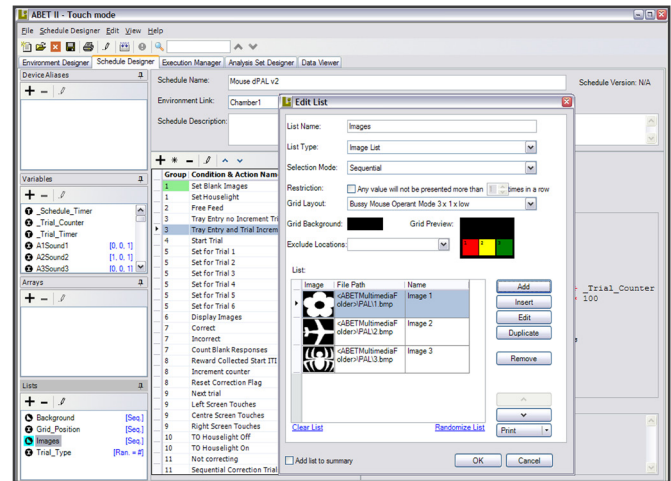 ABET II - Touch mode
File Schedule Designer Edit View Help
Environment Designer Schedule Designer Execution Manager Analysis Set Designer Data Viewer
Device Aliases
Schedule Name: Mouse dPAL v2
Schedule Version: N/A
Environment Link: Chamber1
Schedule Description:
Variables
_Schedule_Timer
_Trial_Counter
_Trial_Timer
A1Sound1 [0, 0, 1]
A2Sound2 [1, 0, 1]
A3Sound3 [0, 0, 1]
Arrays
Lists
Background [Seq.]
Grid_Position [Seq.]
Images [Seq.]
Trial_Type [Ran. = #]
Group Condition & Action Nam
1 Set Blank Images
1 Set Houselight
2 Free Feed
3 Tray Entry no Increment Tri
3 Tray Entry and Trial Increm
4 Start Trial
5 Set for Trial 1
5 Set for Trial 2
5 Set for Trial 3
5 Set for Trial 4
5 Set for Trial 5
5 Set for Trial 6
6 Display Images
7 Correct
7 Incorrect
7 Count Blank Responses
8 Reward Collected Start ITI
8 Increment counter
8 Reset Correction Flag
9 Next trial
9 Left Screen Touches
9 Centre Screen Touches
9 Right Screen Touches
10 TO Houselight Off
10 TO Houselight On
11 Not correcting
11 Sequential Correction Trial
Edit List
List Name: Images
List Type: Image List
Selection Mode: Sequential
Restriction: Any value will not be presented more than times in a row
Grid Layout: Bussy Mouse Operant Mode 3 x 1 x low
Grid Background: Grid Preview:
1 2 3
Exclude Locations:
List:
Image File Path Name
<ABETMultimediaF
older>\PAL\1.bmp Image 1
<ABETMultimediaF
older>\PAL\2.bmp Image 2
<ABETMultimediaF
older>\PAL\3.bmp Image 3
Add
Insert
Edit
Duplicate
Remove
Clear List Randomize List
Print
Add list to summary
OK Cancel
_Trial_Counter
100